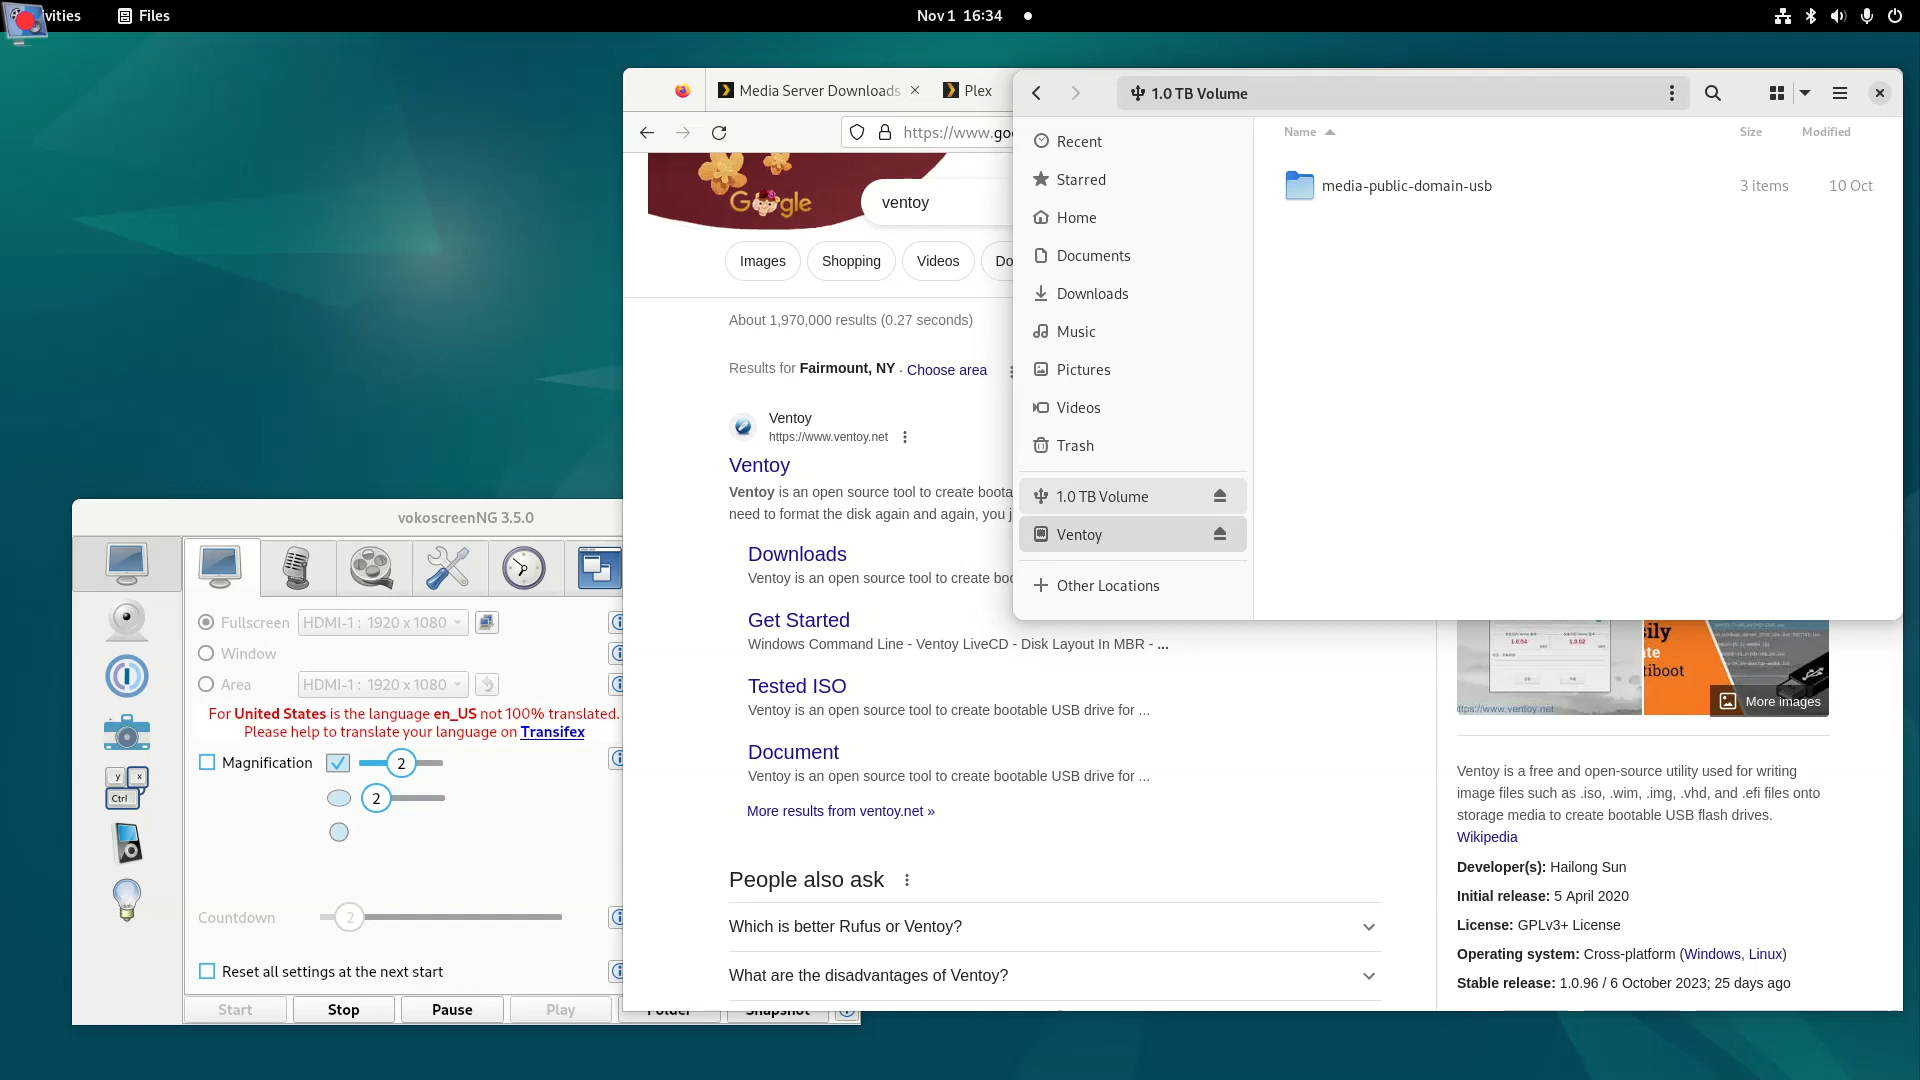 vities
Files
Nov 1 16:34
Media Server Downloads
Plex
https://www.goo
Google
ventoy
Images
Shopping
Videos
Do
About 1,970,000 results (0.27 seconds)
Results for Fairmount, NY · Choose area
Ventoy
https://www.ventoy.net
Ventoy
Ventoy is an open source tool to create boota
need to format the disk again and again, you j
Downloads
Ventoy is an open source tool to create boo
Get Started
Windows Command Line - Ventoy LiveCD - Disk Layout In MBR - ...
Tested ISO
Ventoy is an open source tool to create bootable USB drive for ...
Document
Ventoy is an open source tool to create bootable USB drive for ...
More results from ventoy.net »
People also ask
Which is better Rufus or Ventoy?
What are the disadvantages of Ventoy?
1.0 TB Volume
Recent
Starred
Home
Documents
Downloads
Music
Pictures
Videos
Trash
1.0 TB Volume
Ventoy
Other Locations
Name
Size
Modified
media-public-domain-usb
3 items
10 Oct
ily
te
tiboot
ttps://www.ventoy.net
More images
Ventoy is a free and open-source utility used for writing
image files such as .iso, .wim, .img, .vhd, and .efi files onto
storage media to create bootable USB flash drives.
Wikipedia
Developer(s): Hailong Sun
Initial release: 5 April 2020
License: GPLv3+ License
Operating system: Cross-platform (Windows, Linux)
Stable release: 1.0.96 / 6 October 2023; 25 days ago
vokoscreenNG 3.5.0
Fullscreen
HDMI-1 : 1920 x 1080
Window
Area
HDMI-1 : 1920 x 1080
For United States is the language en_US not 100% translated.
Please help to translate your language on Transifex
Magnification
2
2
y
x
Ctrl
Countdown
2
Reset all settings at the next start
Start
Stop
Pause
Play
Folder
Snapshot